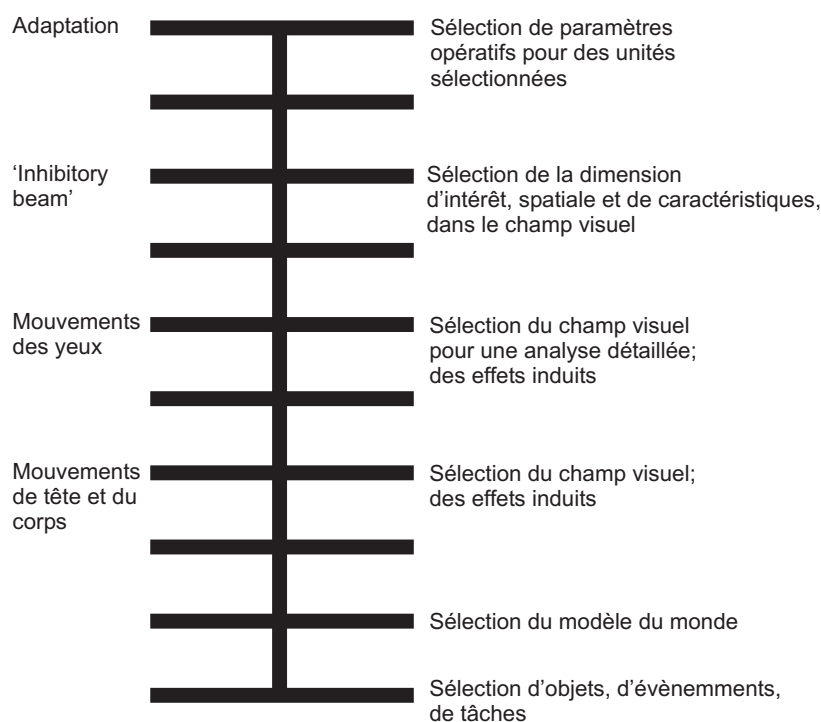 Adaptation
Sélection de paramètres
opératifs pour des unités
sélectionnées
‘Inhibitory
beam’
Sélection de la dimension
d’intérêt, spatiale et de caractéristiques,
dans le champ visuel
Mouvements
des yeux
Sélection du champ visuel
pour une analyse détaillée;
des effets induits
Mouvements
de tête et du
corps
Sélection du champ visuel;
des effets induits
Sélection du modèle du monde
Sélection d’objets, d’évènemments,
de tâches